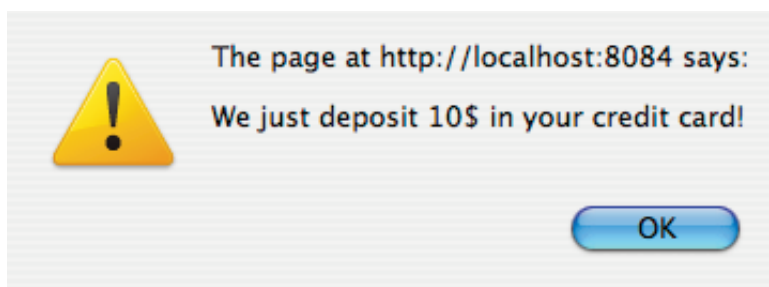 The page at http://localhost:8084 says:
We just deposit 10$ in your credit card!
OK